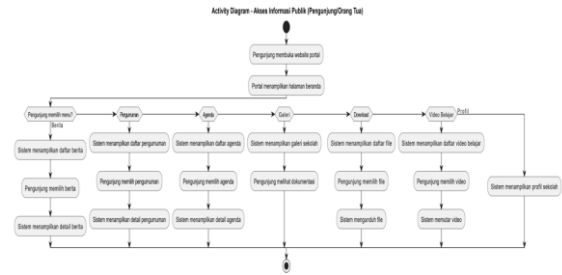 Activity Diagram - Akses Informasi Publik (Pengunjung/Orang Tua)
Pengunjung membuka website portal
Portal menampilkan halaman beranda
Pengunjung memilih menu?
Pengumuman
Agenda
Galeri
Download
Video Belajar
Profil
Berita
Sistem menampilkan daftar berita
Sistem menampilkan daftar pengumuman
Sistem menampilkan daftar agenda
Sistem menampilkan galeri sekolah
Sistem menampilkan daftar file
Sistem menampilkan daftar video belajar
Pengunjung memilih berita
Pengunjung memilih pengumuman
Pengunjung memilih agenda
Pengunjung melihat dokumentasi
Pengunjung memilih file
Pengunjung memilih video
Sistem menampilkan profil sekolah
Sistem menampilkan detail berita
Sistem menampilkan detail pengumuman
Sistem menampilkan detail agenda
Sistem mengunduh file
Sistem memutar video